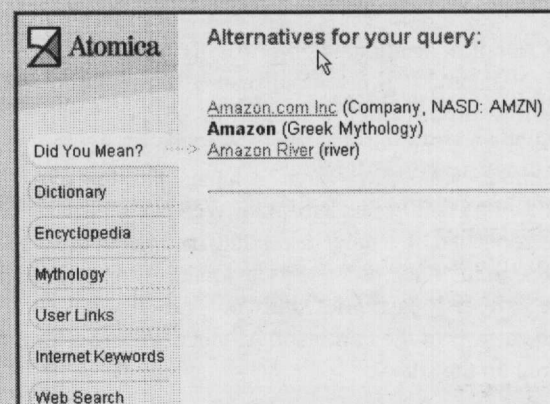 Atomica
Alternatives for your query:
Amazon.com Inc (Company, NASD: AMZN)
Amazon (Greek Mythology)
Amazon River (river)
Did You Mean?
Dictionary
Encyclopedia
Mythology
User Links
Internet Keywords
Web Search